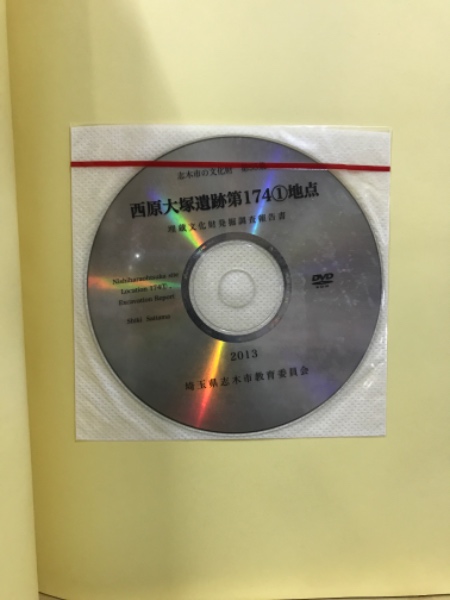 志木市の文化財
西原大塚遺跡第174①地点
埋蔵文化財発掘調査報告書
Nishiharaohtsuka site
Location 174①
Excavation Report
Shiki Saitama
DVD
2013
埼玉県志木市教育委員会